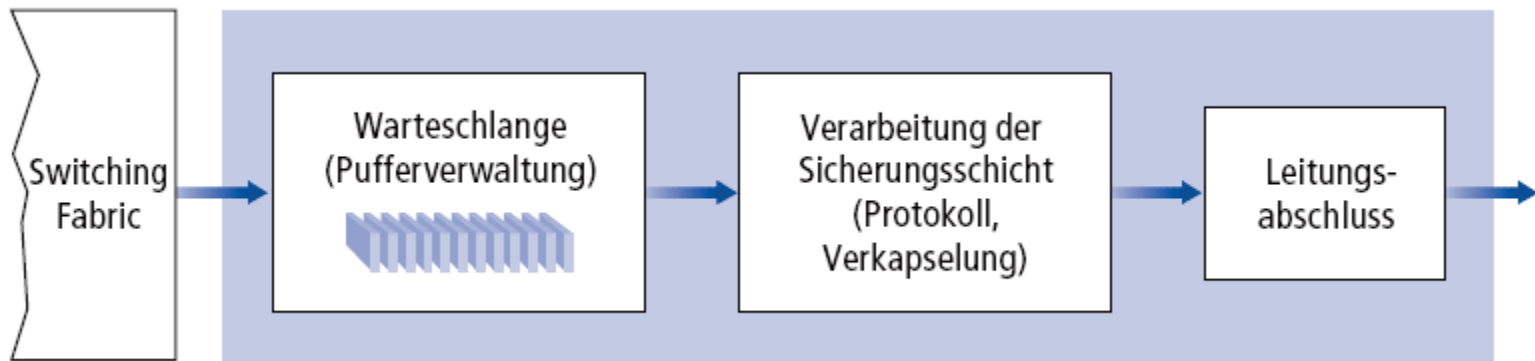 Switching
Fabric
Warteschlange
(Pufferverwaltung)
Verarbeitung der
Sicherungsschicht
(Protokoll,
Verkapselung)
Leitungs-
abschluss